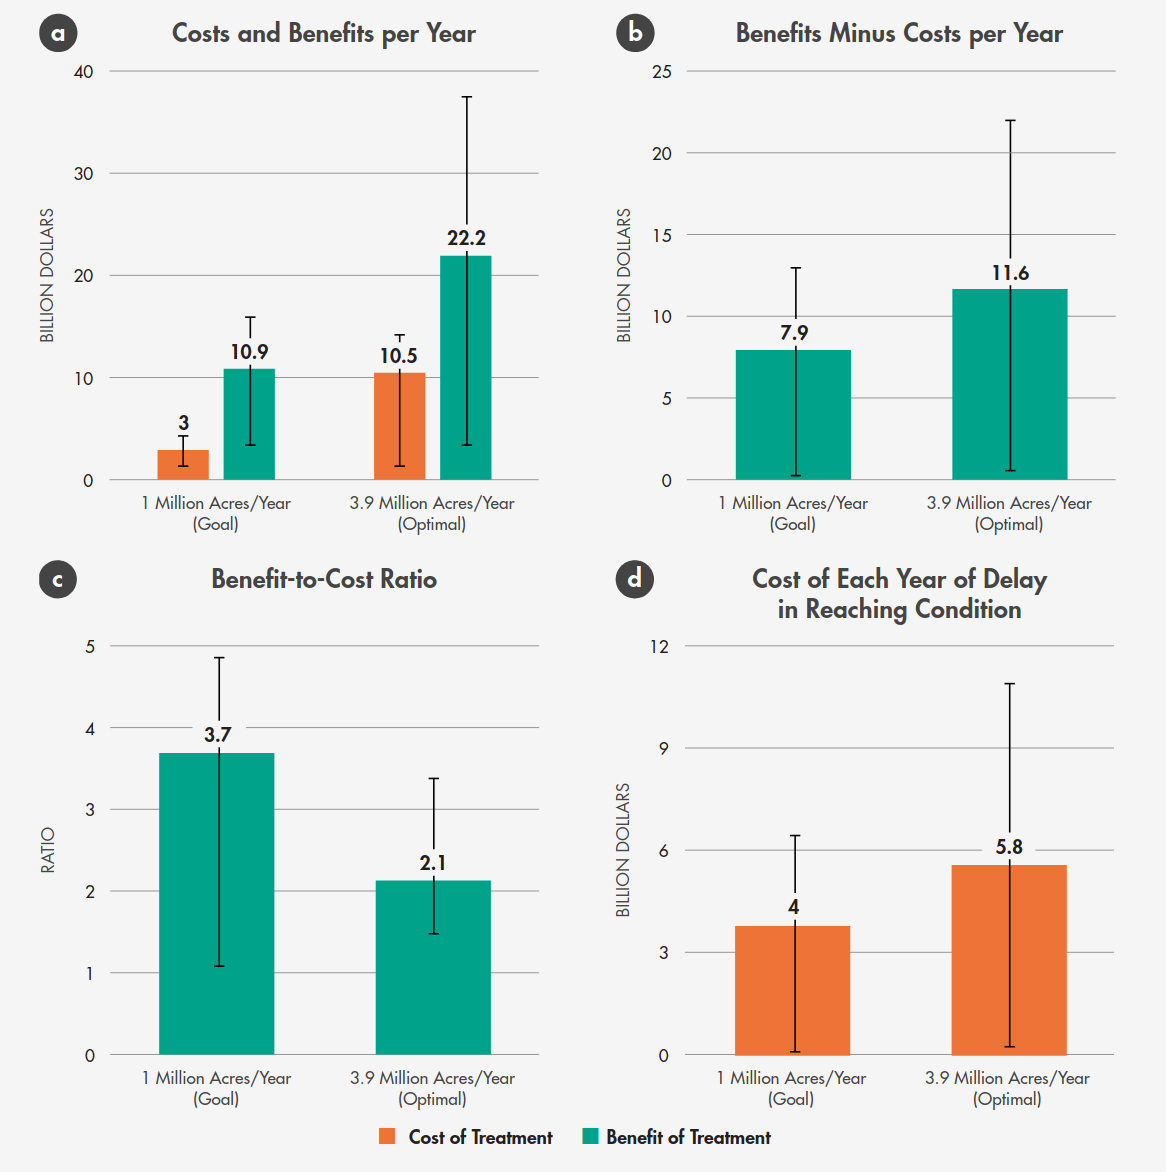 a
Costs and Benefits per Year
BILLION DOLLARS
40
30
20
10
0
3
10.9
10.5
22.2
1 Million Acres/Year
(Goal)
3.9 Million Acres/Year
(Optimal)
b
Benefits Minus Costs per Year
BILLION DOLLARS
25
20
15
10
5
0
7.9
11.6
1 Million Acres/Year
(Goal)
3.9 Million Acres/Year
(Optimal)
c
Benefit-to-Cost Ratio
RATIO
5
4
3
2
1
0
3.7
2.1
1 Million Acres/Year
(Goal)
3.9 Million Acres/Year
(Optimal)
d
Cost of Each Year of Delay
in Reaching Condition
BILLION DOLLARS
12
9
6
3
0
4
5.8
1 Million Acres/Year
(Goal)
3.9 Million Acres/Year
(Optimal)
Cost of Treatment
Benefit of Treatment